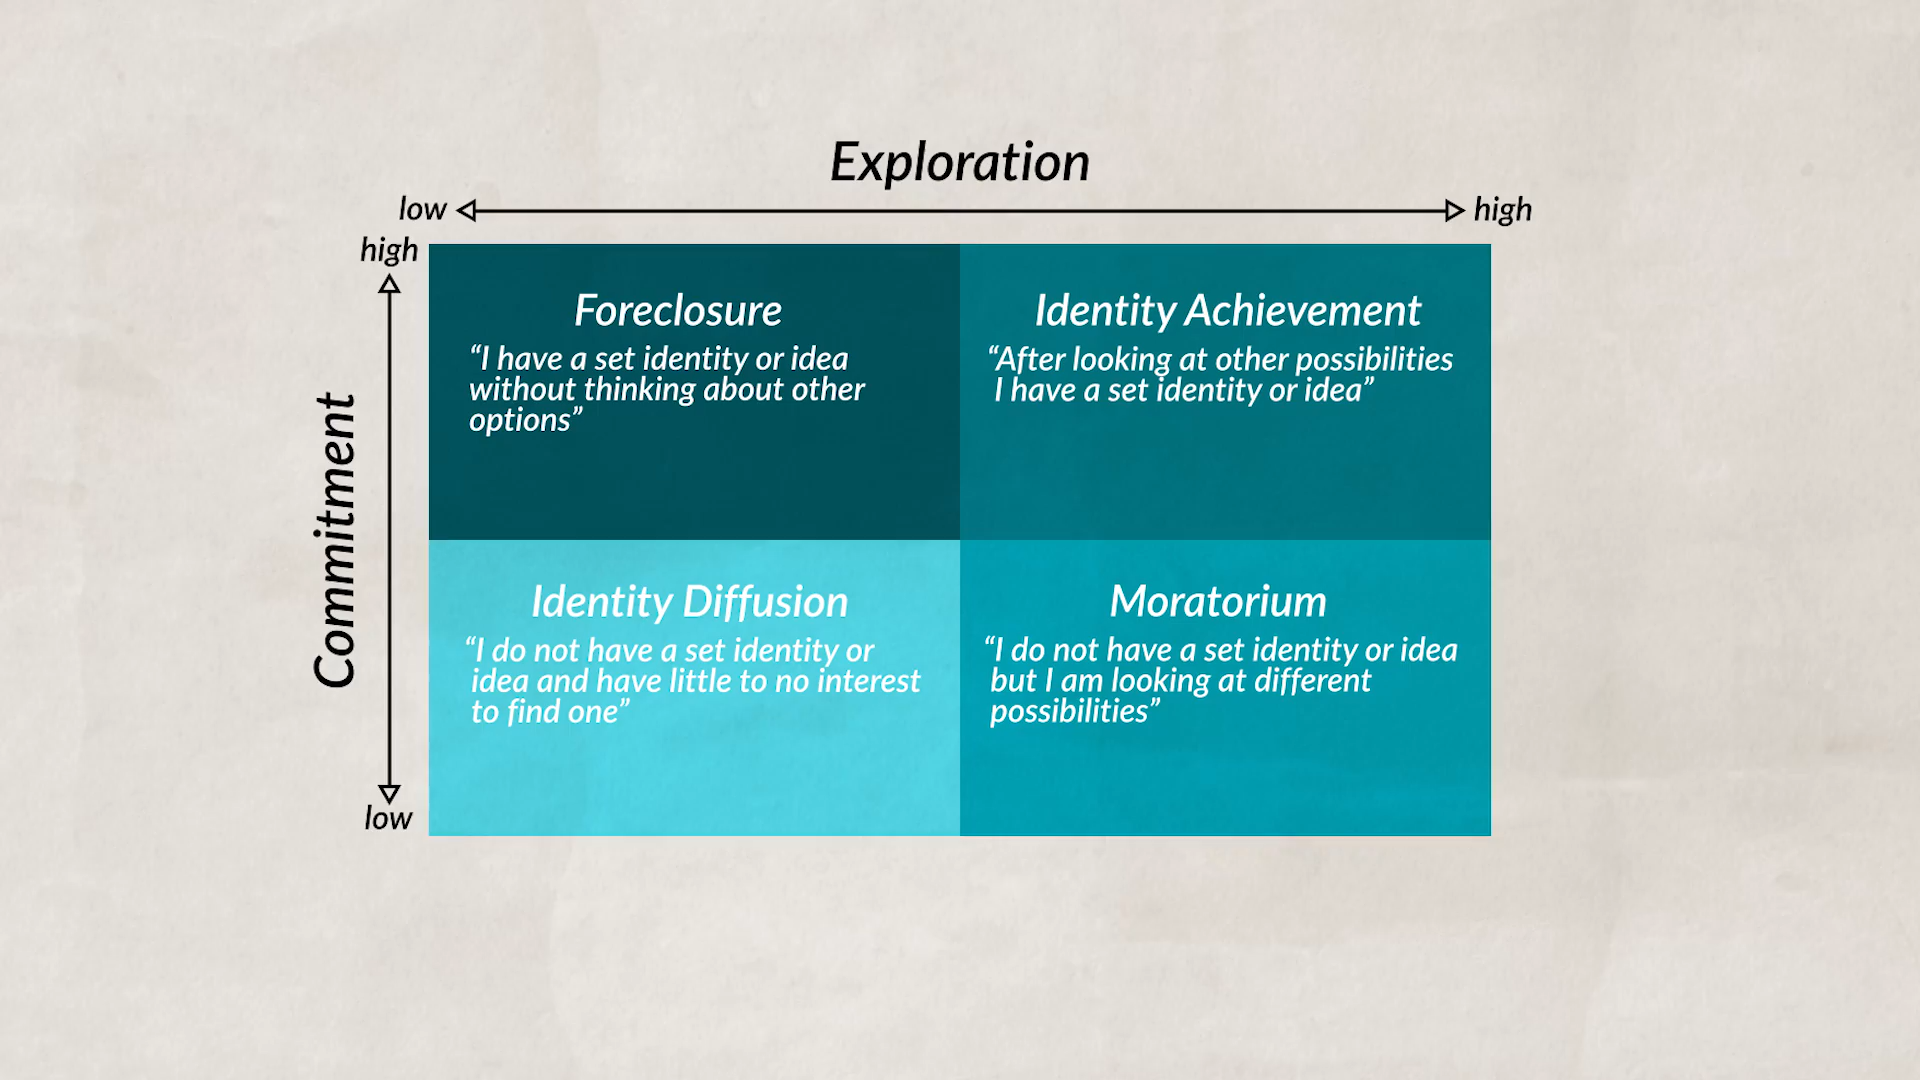 Exploration
low
high
high
Commitment
low
Foreclosure
“I have a set identity or idea
without thinking about other
options”
Identity Achievement
“After looking at other possibilities
I have a set identity or idea”
Identity Diffusion
“I do not have a set identity or
idea and have little to no interest
to find one”
Moratorium
“I do not have a set identity or idea
but I am looking at different
possibilities”